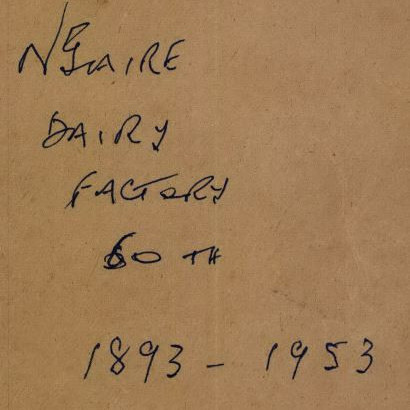 NGAIRE
DAIRY
FACTORY
60 TH
1893 - 1953